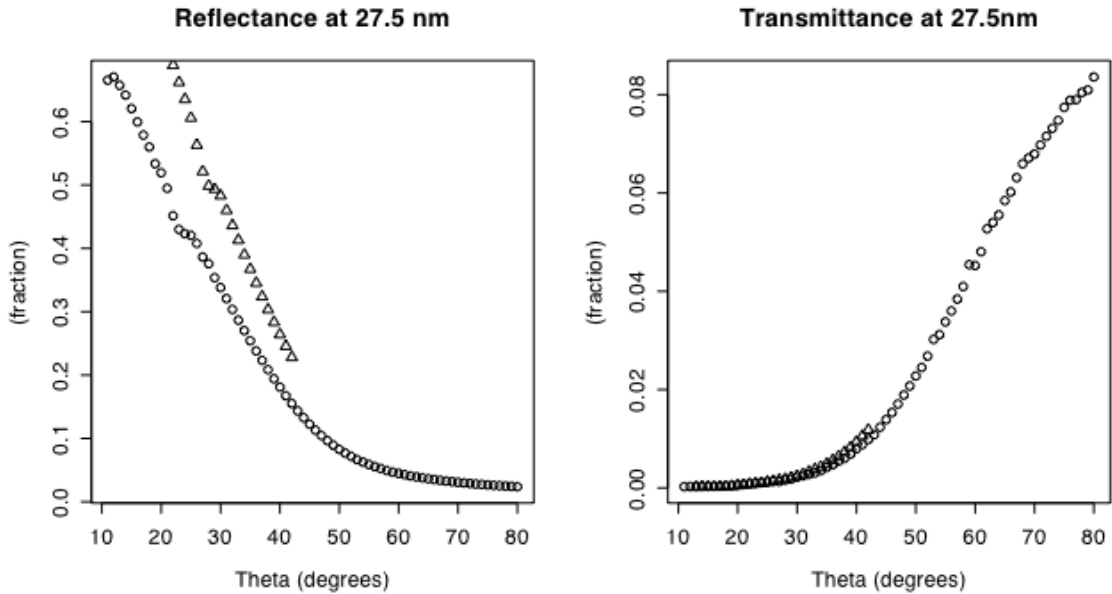 Reflectance at 27.5 nm
(fraction)
0.0 0.1 0.2 0.3 0.4 0.5 0.6
10 20 30 40 50 60 70 80
Theta (degrees)
Transmittance at 27.5nm
(fraction)
0.00 0.02 0.04 0.06 0.08
10 20 30 40 50 60 70 80
Theta (degrees)